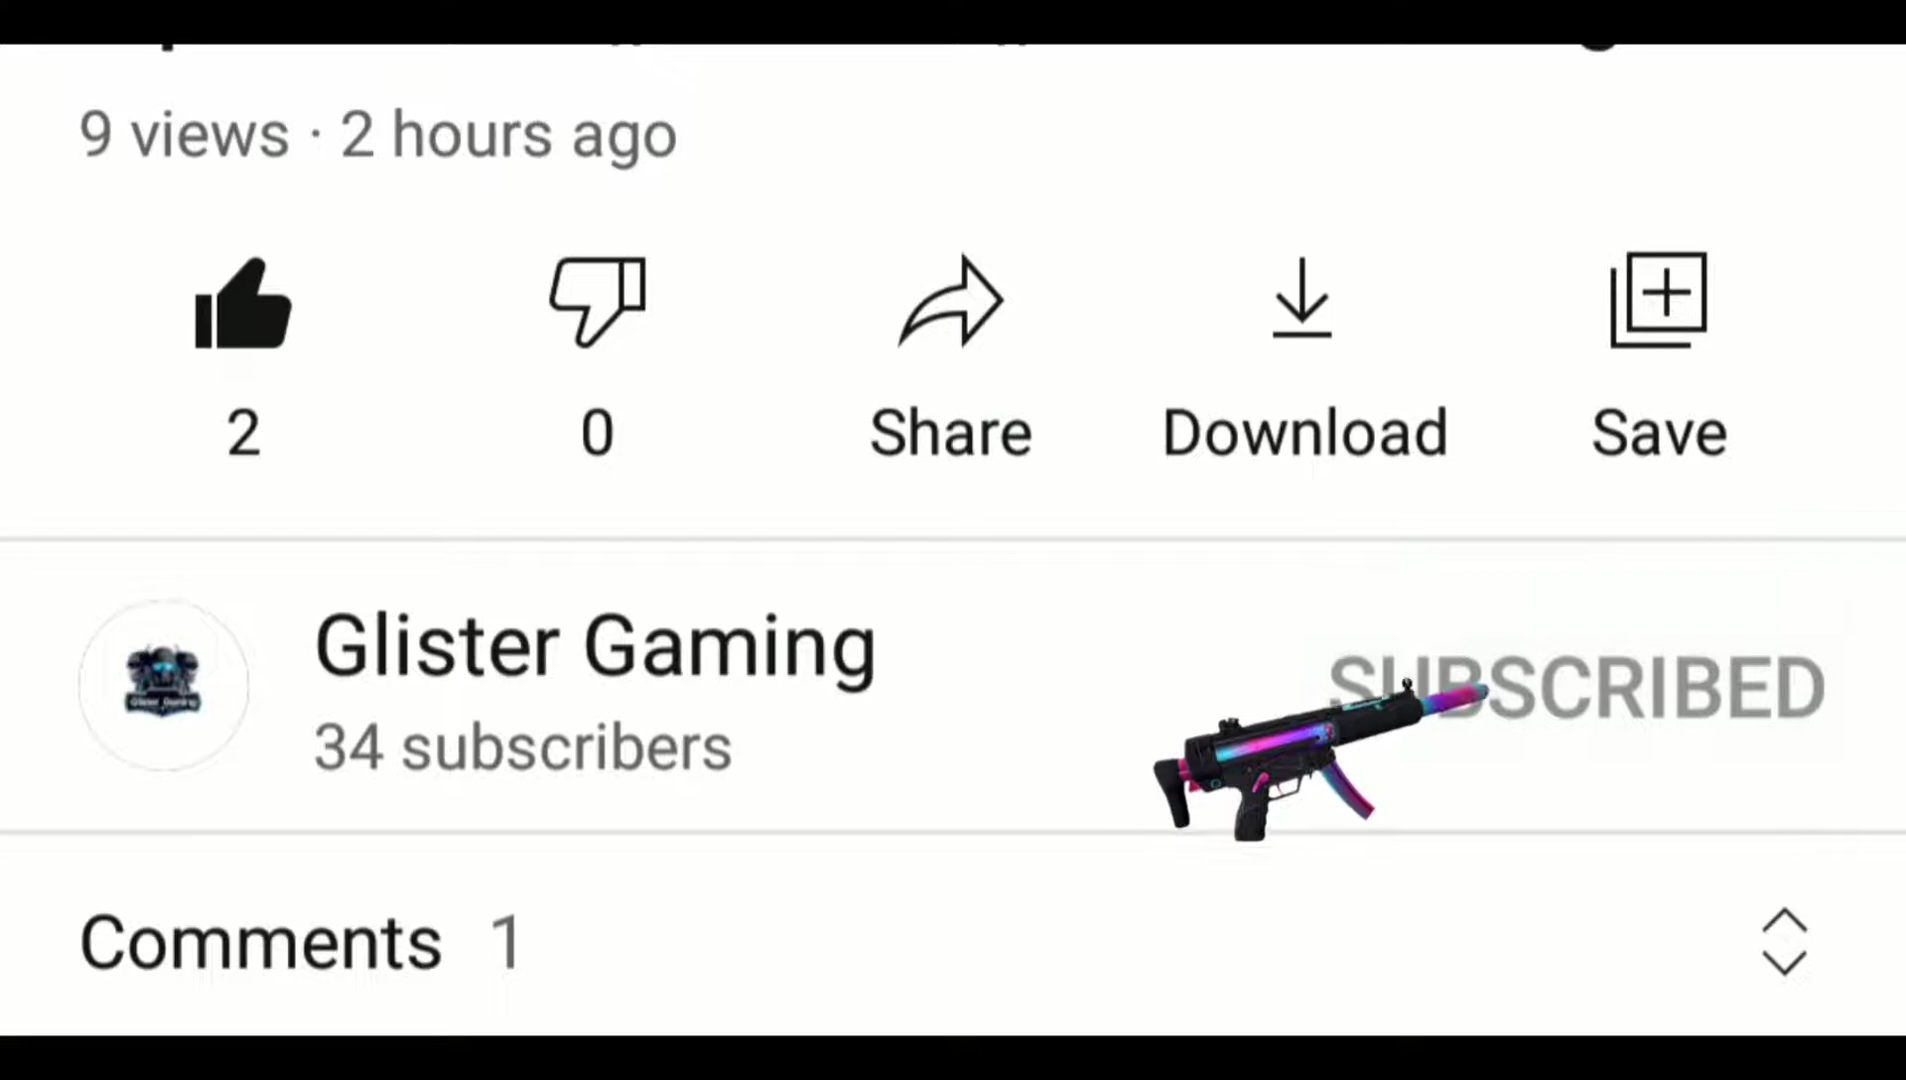 9 views · 2 hours ago
2
0
Share
Download
Save
Glister Gaming
SUBSCRIBED
34 subscribers
Comments 1